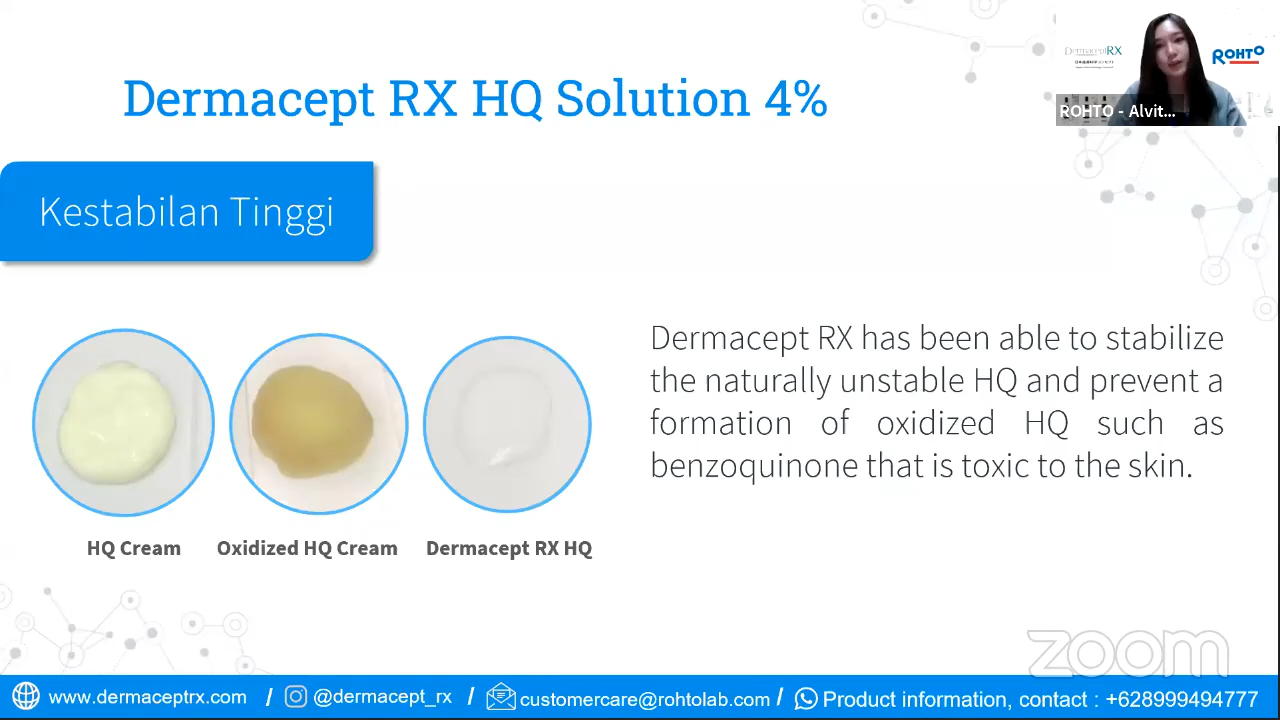 DermaceptRX
ROHTO
ROHTO - Alvit...
Dermacept RX HQ Solution 4%
Kestabilan Tinggi
Dermacept RX has been able to stabilize
the naturally unstable HQ and prevent a
formation of oxidized HQ such as
benzoquinone that is toxic to the skin.
HQ Cream
Oxidized HQ Cream
Dermacept RX HQ
zoom
www.dermaceptrx.com / @dermacept_rx / customercare@rohtolab.com / Product information, contact : +628999494777